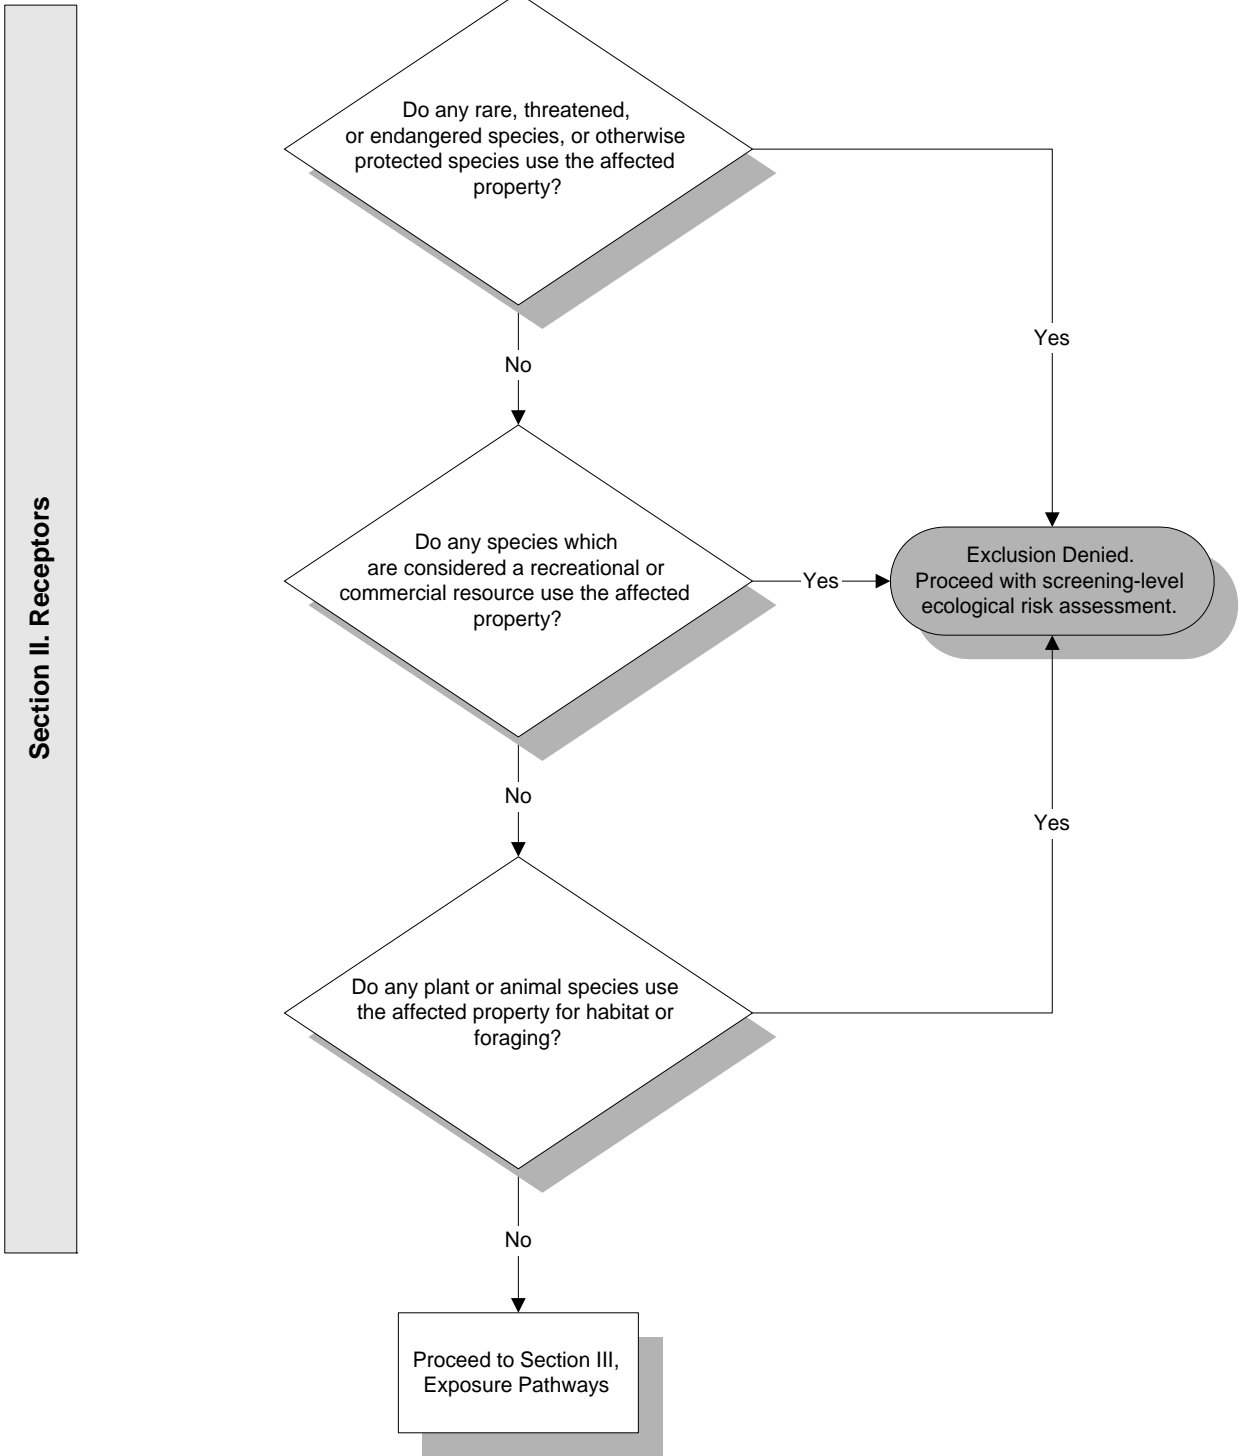 Section II. Receptors
Do any rare, threatened,
or endangered species, or otherwise
protected species use the affected
property?
Yes
No
Do any species which
are considered a recreational or
commercial resource use the affected
property?
Yes
Exclusion Denied.
Proceed with screening-level
ecological risk assessment.
No
Yes
Do any plant or animal species use
the affected property for habitat or
foraging?
No
Proceed to Section III,
Exposure Pathways